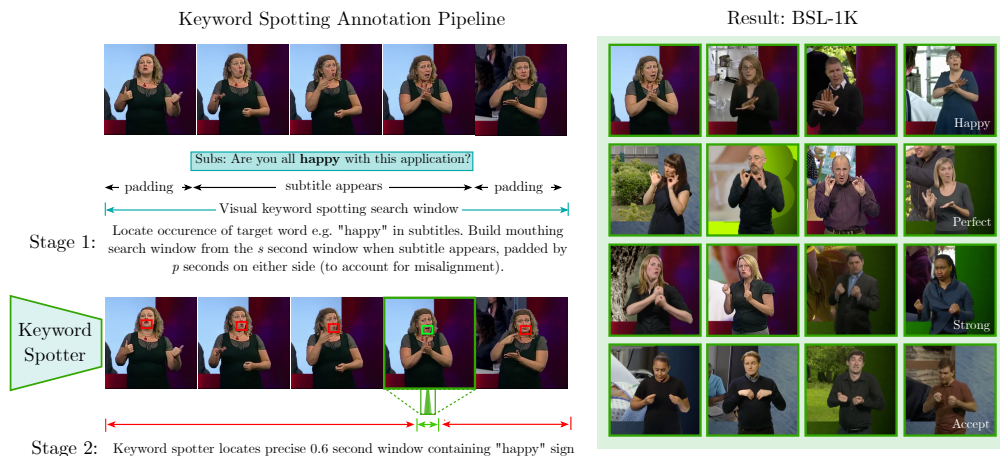 Keyword Spotting Annotation Pipeline
Subs: Are you all happy with this application?
padding
subtitle appears
padding
Visual keyword spotting search window
Stage 1:
Locate occurence of target word e.g. "happy" in subtitles. Build mouthing
search window from the s second window when subtitle appears, padded by
p seconds on either side (to account for misalignment).
Keyword
Spotter
Stage 2:
Keyword spotter locates precise 0.6 second window containing "happy" sign
Result: BSL-1K
Happy
Perfect
Strong
Accept